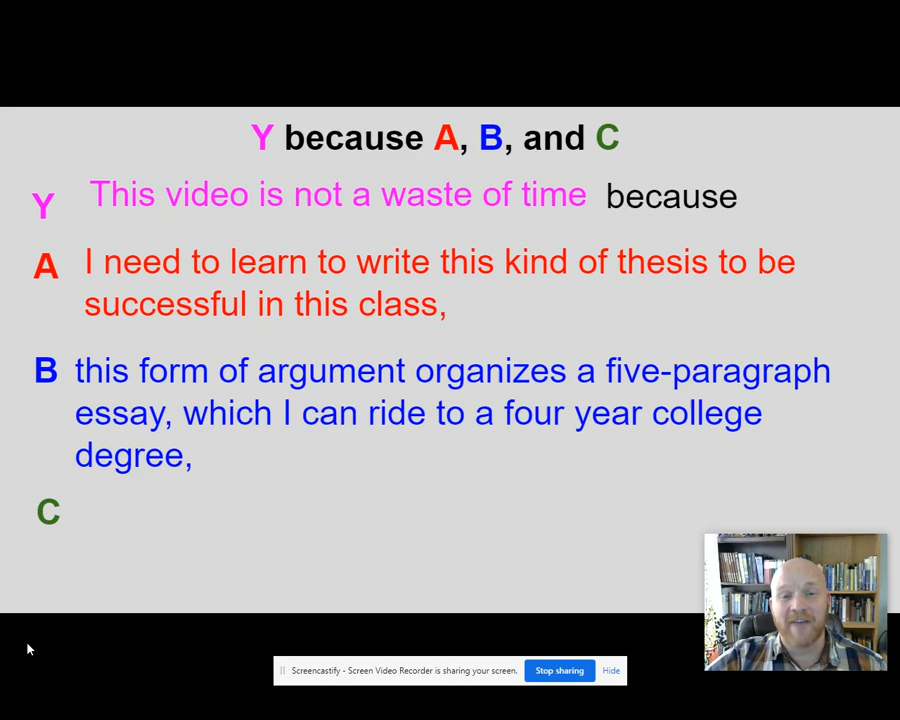 Y because A, B, and C
Y This video is not a waste of time because
A I need to learn to write this kind of thesis to be
successful in this class,
B this form of argument organizes a five-paragraph
essay, which I can ride to a four year college
degree,
C
Screencastify - Screen Video Recorder is sharing your screen. Stop sharing Hide